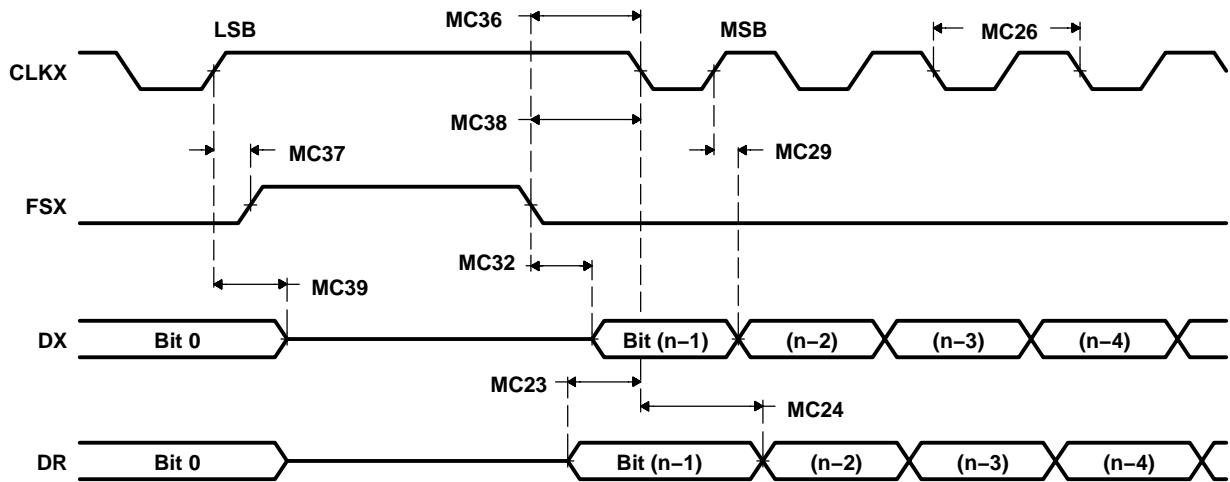 MC36
LSB
MSB
MC26
CLKX
MC38
MC37
MC29
FSX
MC32
MC39
DX
Bit 0
Bit (n−1)
(n−2)
(n−3)
(n−4)
MC23
MC24
DR
Bit 0
Bit (n−1)
(n−2)
(n−3)
(n−4)